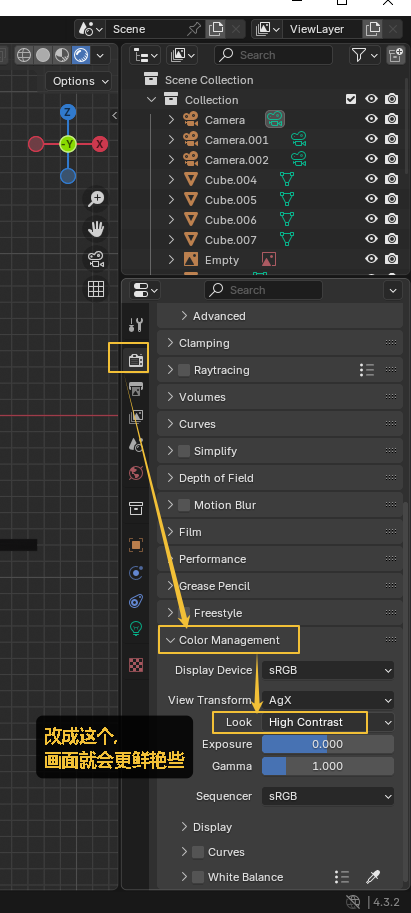 Scene
ViewLayer
Options
Search
Scene Collection
Collection
Z
-Y
X
Camera
Camera.001
Camera.002
Cube.004
Cube.005
Cube.006
Cube.007
Empty
Search
Advanced
Clamping
Raytracing
Volumes
Curves
Simplify
Depth of Field
Motion Blur
Film
Performance
Grease Pencil
Freestyle
Color Management
Display Device sRGB
View Transform AgX
Look High Contrast
改成这个,
画面就会更鲜艳些
Exposure 0.000
Gamma 1.000
Sequencer sRGB
Display
Curves
White Balance
4.3.2